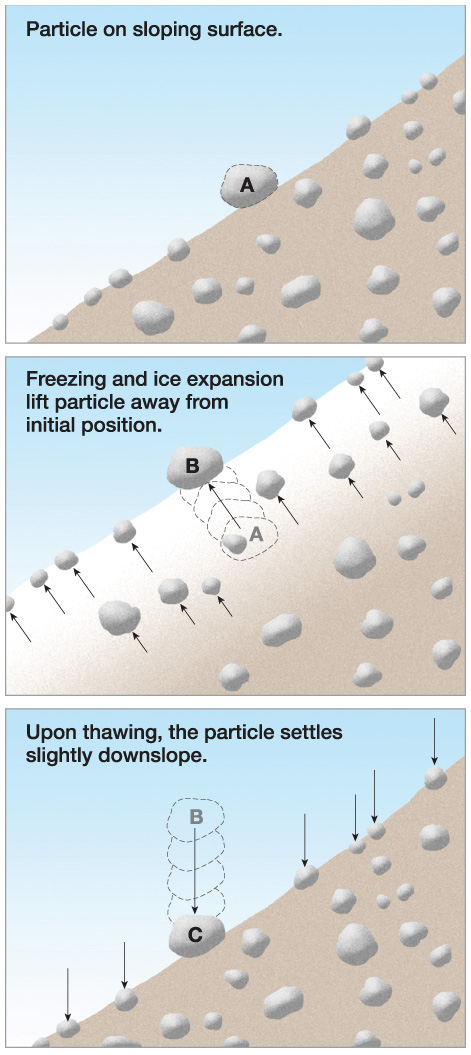 Particle on sloping surface.
A
Freezing and ice expansion
lift particle away from
initial position.
B
A
Upon thawing, the particle settles
slightly downslope.
B
C